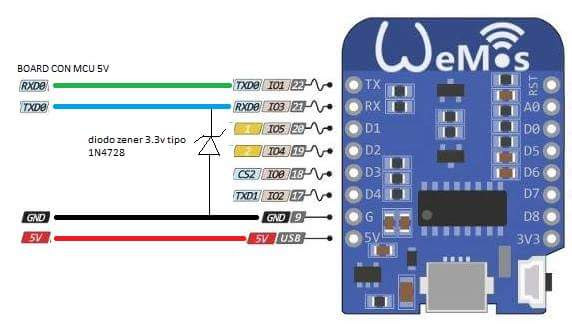 WeMos
BOARD CON MCU 5V
RXD0 TXD0 IO1 22 TX RST
TXD0 RXD0 IO3 21 RX A0
1 IO5 20 D1 D0
diodo zener 3.3v tipo
1N4728
2 IO4 19 D2 D5
CS2 IO0 18 D3 D6
TXD1 IO2 17 D4 D7
GND GND 9 G D8
5V 5V USB 5V 3V3